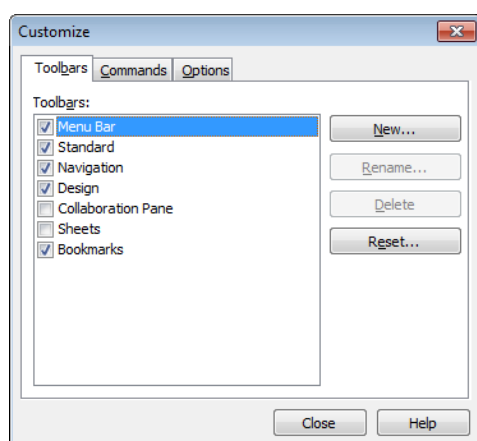 Customize
Toolbars Commands Options
Toolbars:
Menu Bar
Standard
Navigation
Design
Collaboration Pane
Sheets
Bookmarks
New...
Rename...
Delete
Reset...
Close Help